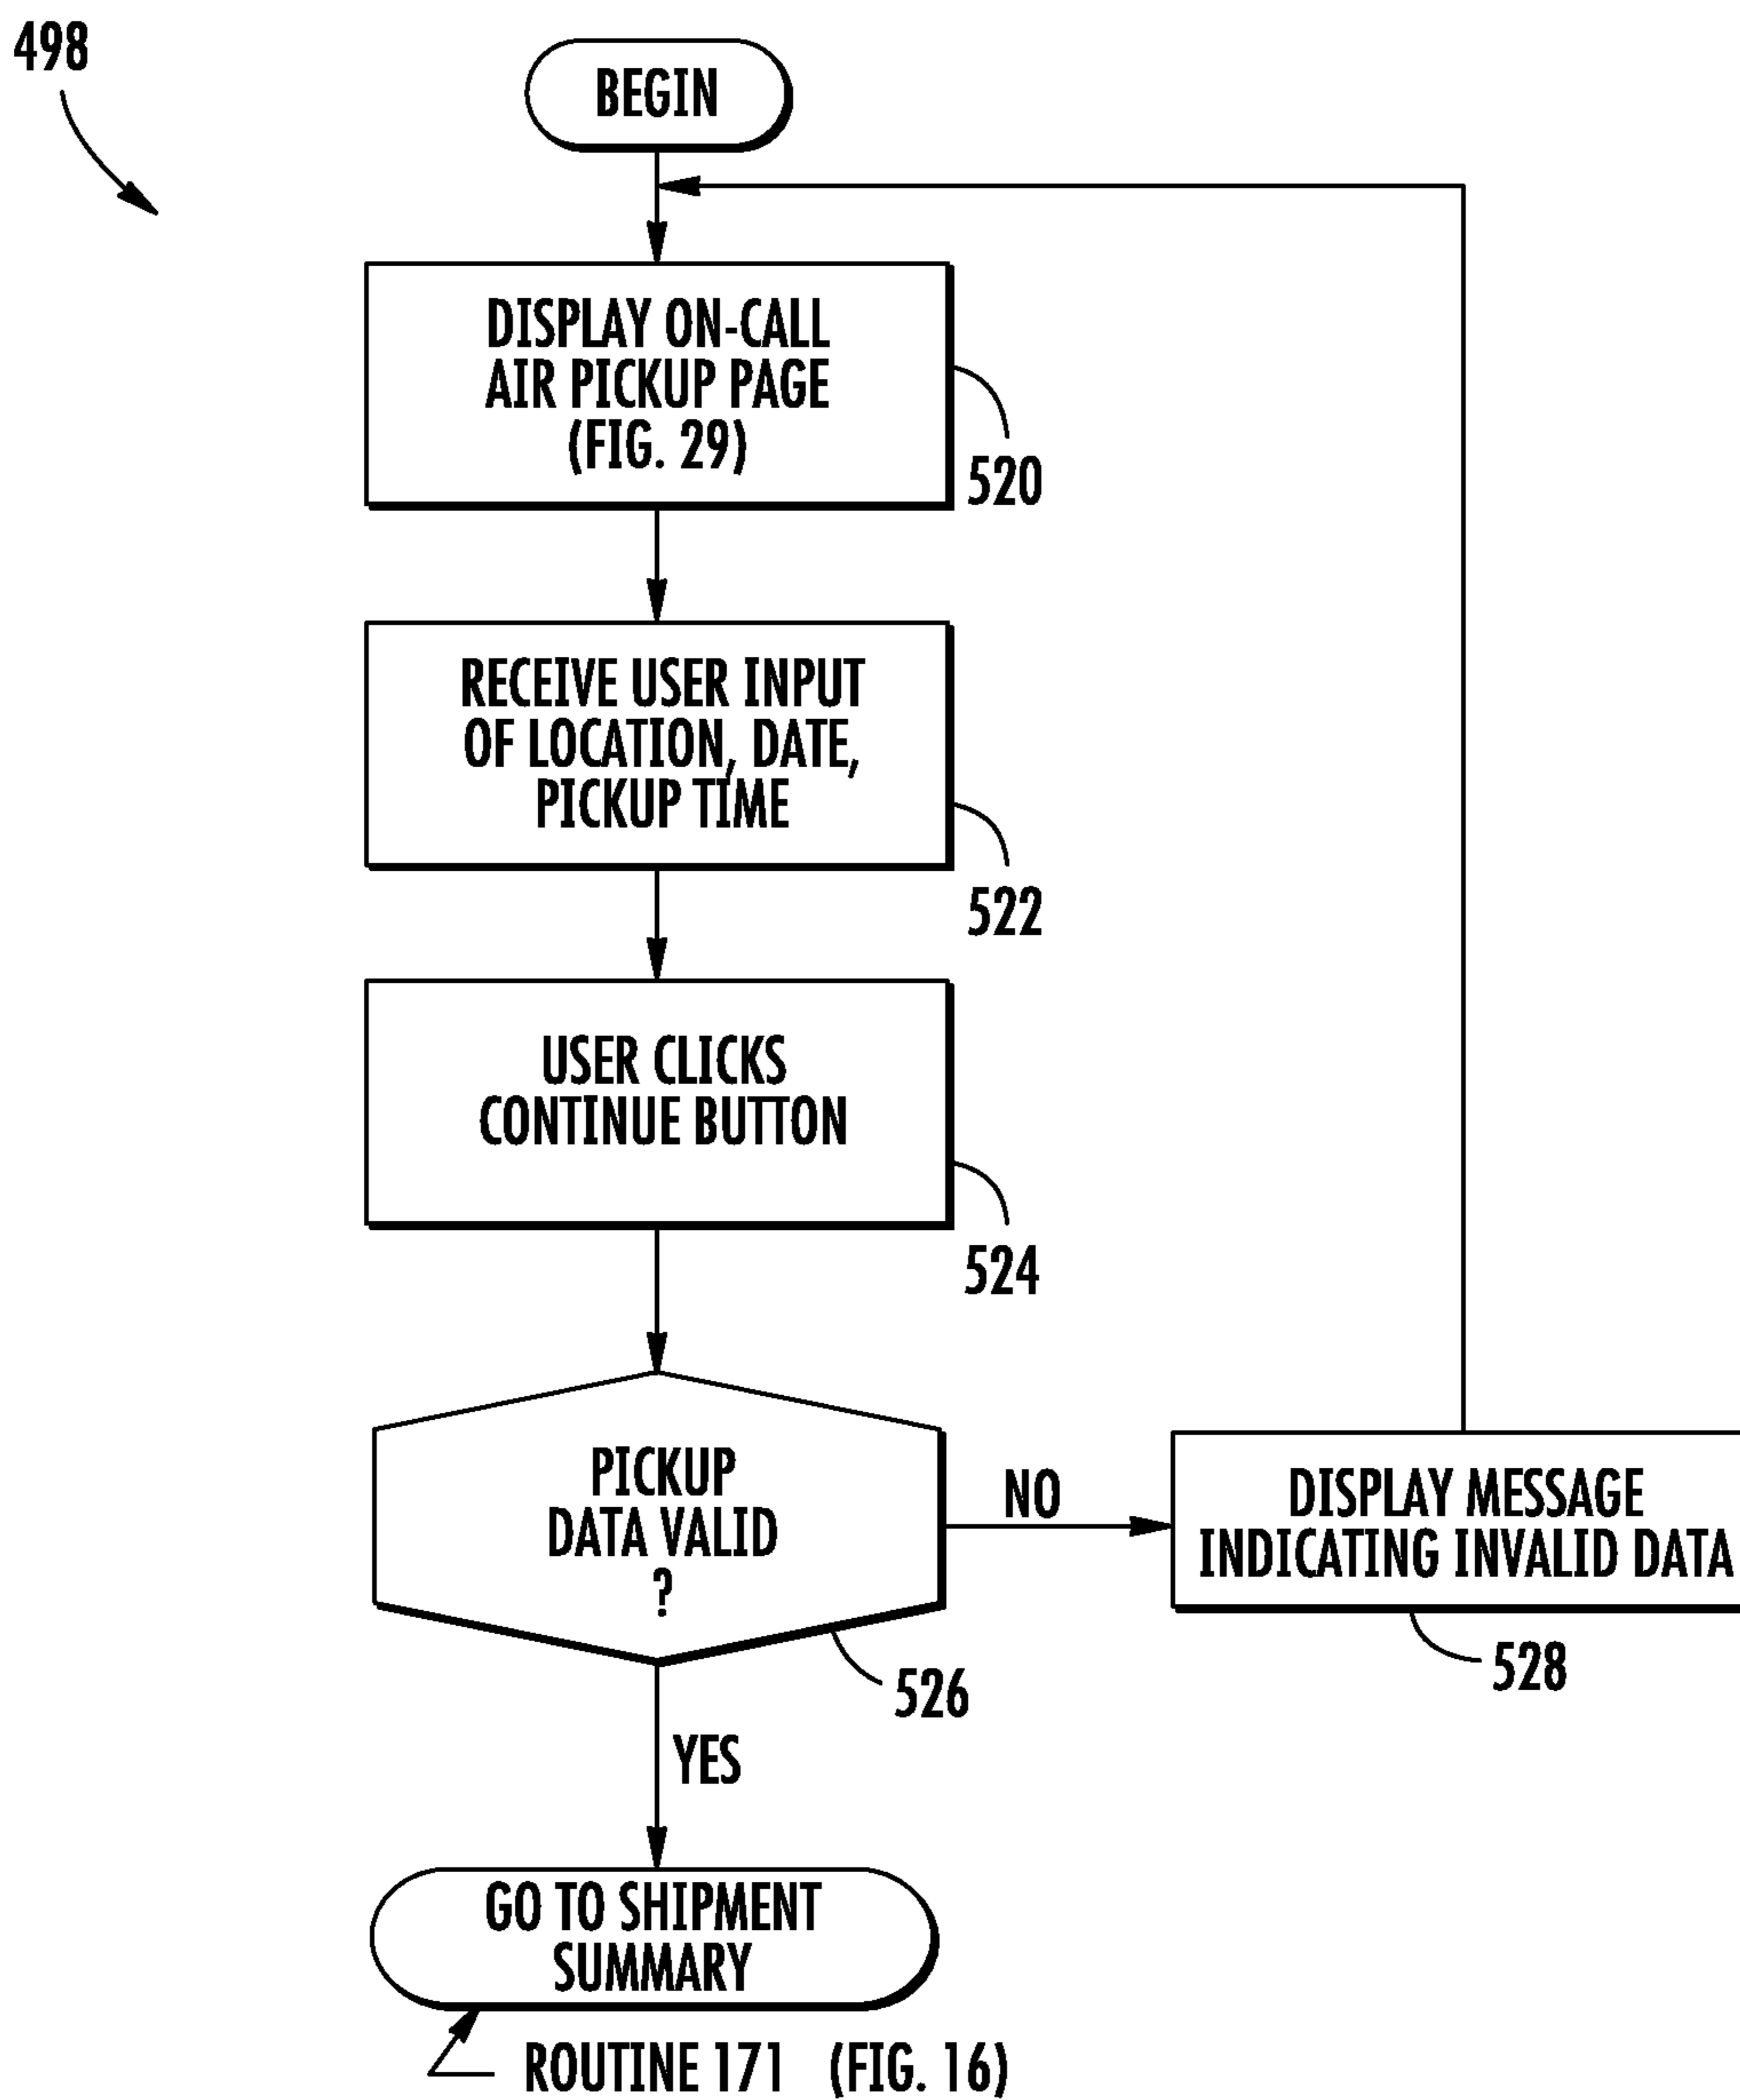 498
BEGIN
DISPLAY ON-CALL
AIR PICKUP PAGE
(FIG. 29)
520
RECEIVE USER INPUT
OF LOCATION, DATE,
PICKUP TIME
522
USER CLICKS
CONTINUE BUTTON
524
PICKUP
DATA VALID
?
526
NO
DISPLAY MESSAGE
INDICATING INVALID DATA
528
YES
GO TO SHIPMENT
SUMMARY
ROUTINE 171 (FIG. 16)